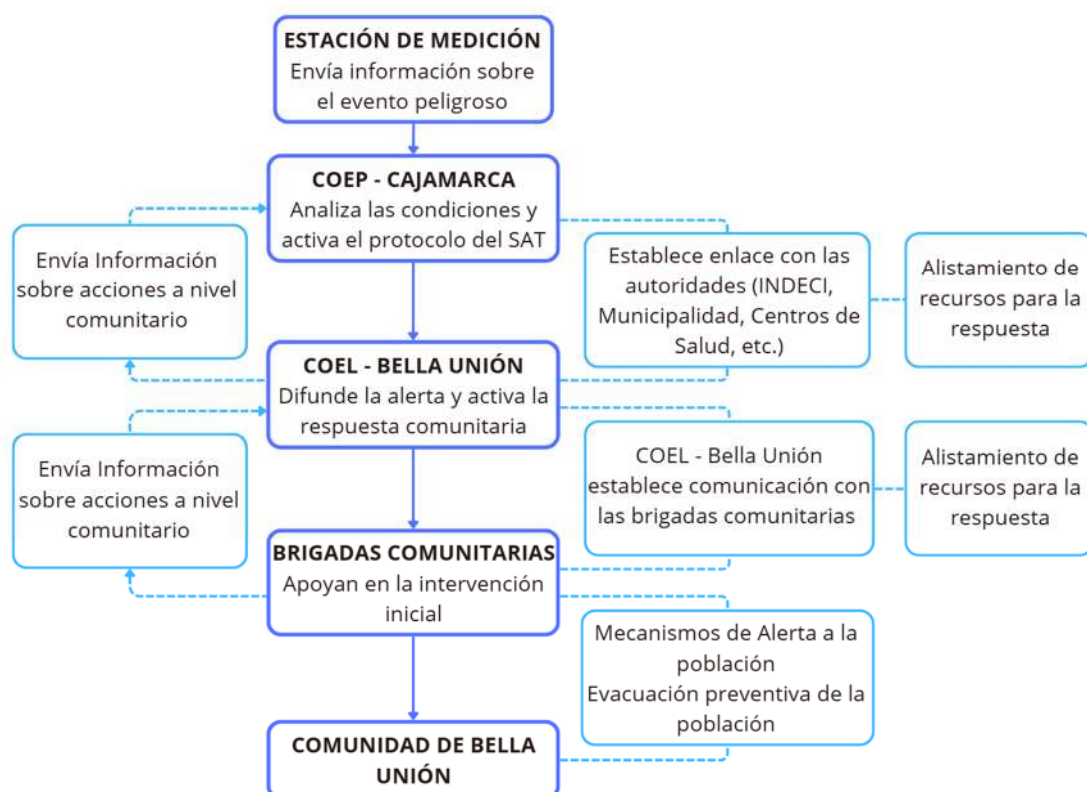 ESTACIÓN DE MEDICIÓN
Envía información sobre
el evento peligroso
COEP - CAJAMARCA
Analiza las condiciones y
activa el protocolo del SAT
Envía Información
sobre acciones a nivel
comunitario
Establece enlace con las
autoridades (INDECI,
Municipalidad, Centros de
Salud, etc.)
Alistamiento de
recursos para la
respuesta
COEL - BELLA UNIÓN
Difunde la alerta y activa la
respuesta comunitaria
Envía Información
sobre acciones a nivel
comunitario
COEL - Bella Unión
establece comunicación con
las brigadas comunitarias
Alistamiento de
recursos para la
respuesta
BRIGADAS COMUNITARIAS
Apoyan en la intervención
inicial
Mecanismos de Alerta a la
población
Evacuación preventiva de la
población
COMUNIDAD DE BELLA
UNIÓN